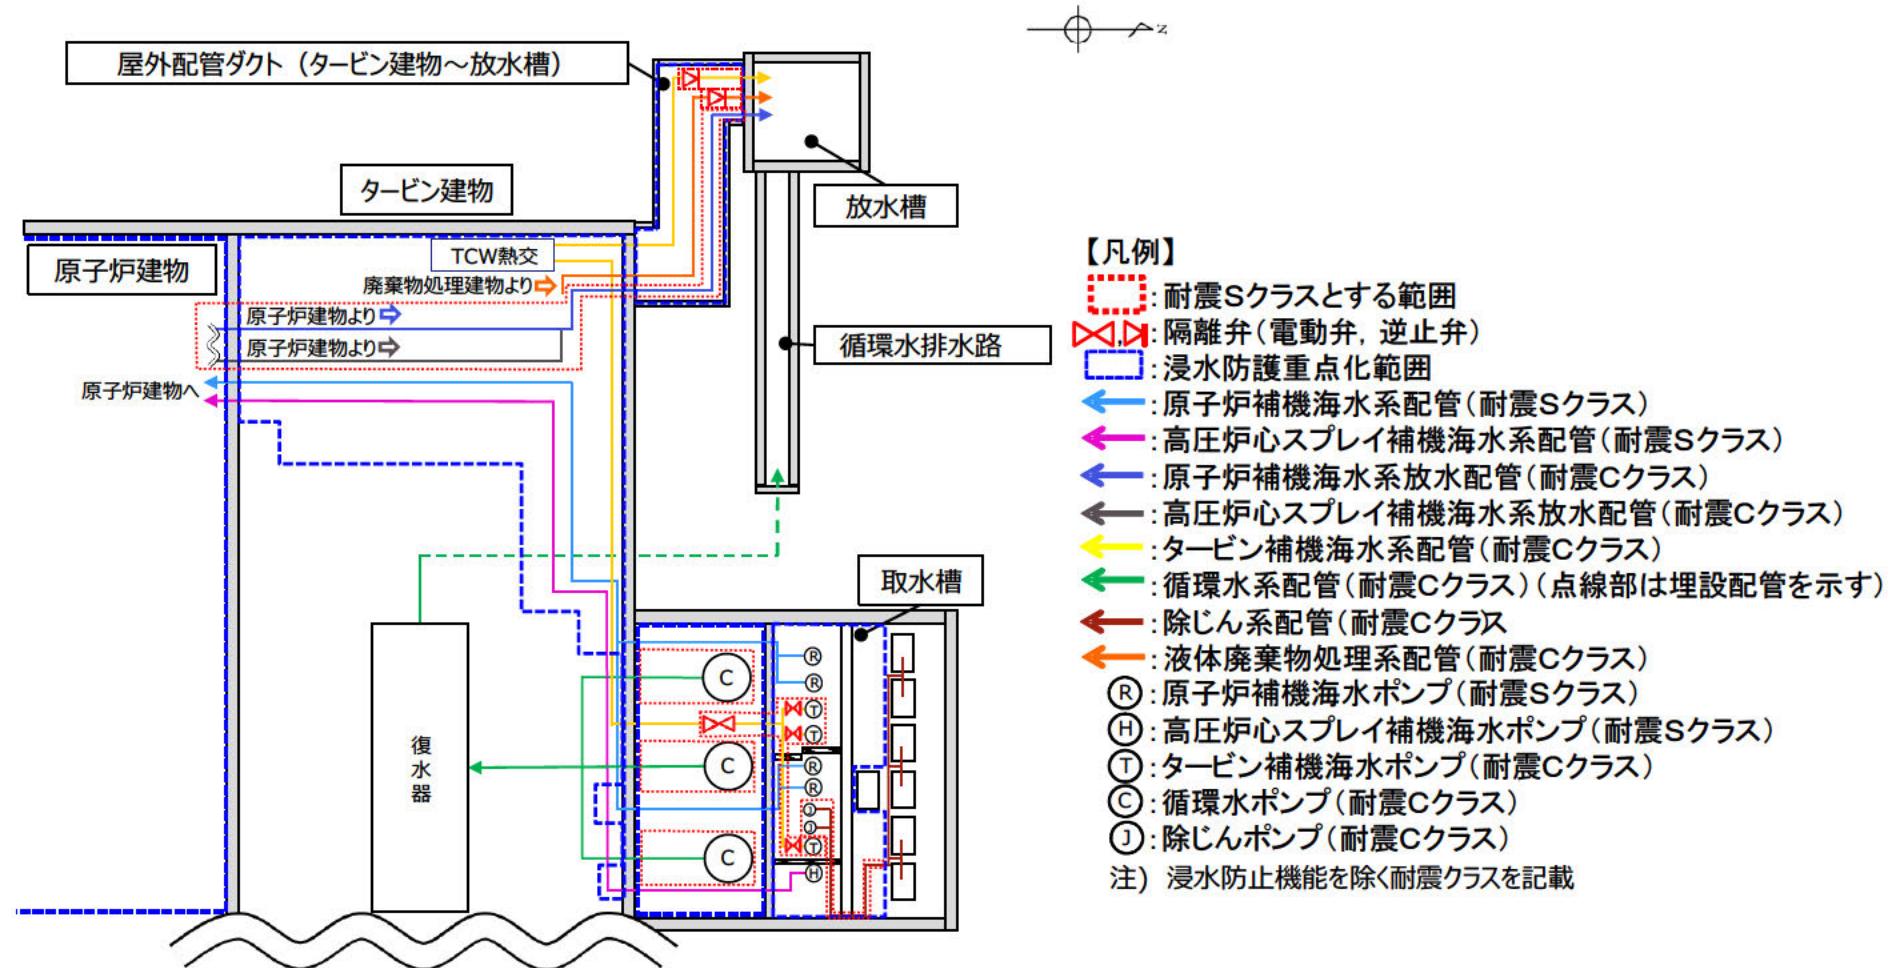 N
屋外配管ダクト（タービン建物～放水槽）
タービン建物
放水槽
原子炉建物
TCW熱交
廃棄物処理建物より
原子炉建物より
原子炉建物より
循環水排水路
原子炉建物へ
取水槽
復水器
C
C
C
R
R
T
T
R
R
J
J
T
H
【凡例】
：耐震Sクラスとする範囲
,：隔離弁（電動弁，逆止弁）
：浸水防護重点化範囲
：原子炉補機海水系配管（耐震Sクラス）
：高圧炉心スプレイ補機海水系配管（耐震Sクラス）
：原子炉補機海水系放水配管（耐震Cクラス）
：高圧炉心スプレイ補機海水系放水配管（耐震Cクラス）
：タービン補機海水系配管（耐震Cクラス）
：循環水系配管（耐震Cクラス）（点線部は埋設配管を示す）
：除じん系配管（耐震Cクラス
：液体廃棄物処理系配管（耐震Cクラス）
R：原子炉補機海水ポンプ（耐震Sクラス）
H：高圧炉心スプレイ補機海水ポンプ（耐震Sクラス）
T：タービン補機海水ポンプ（耐震Cクラス）
C：循環水ポンプ（耐震Cクラス）
J：除じんポンプ（耐震Cクラス）
注）浸水防止機能を除く耐震クラスを記載